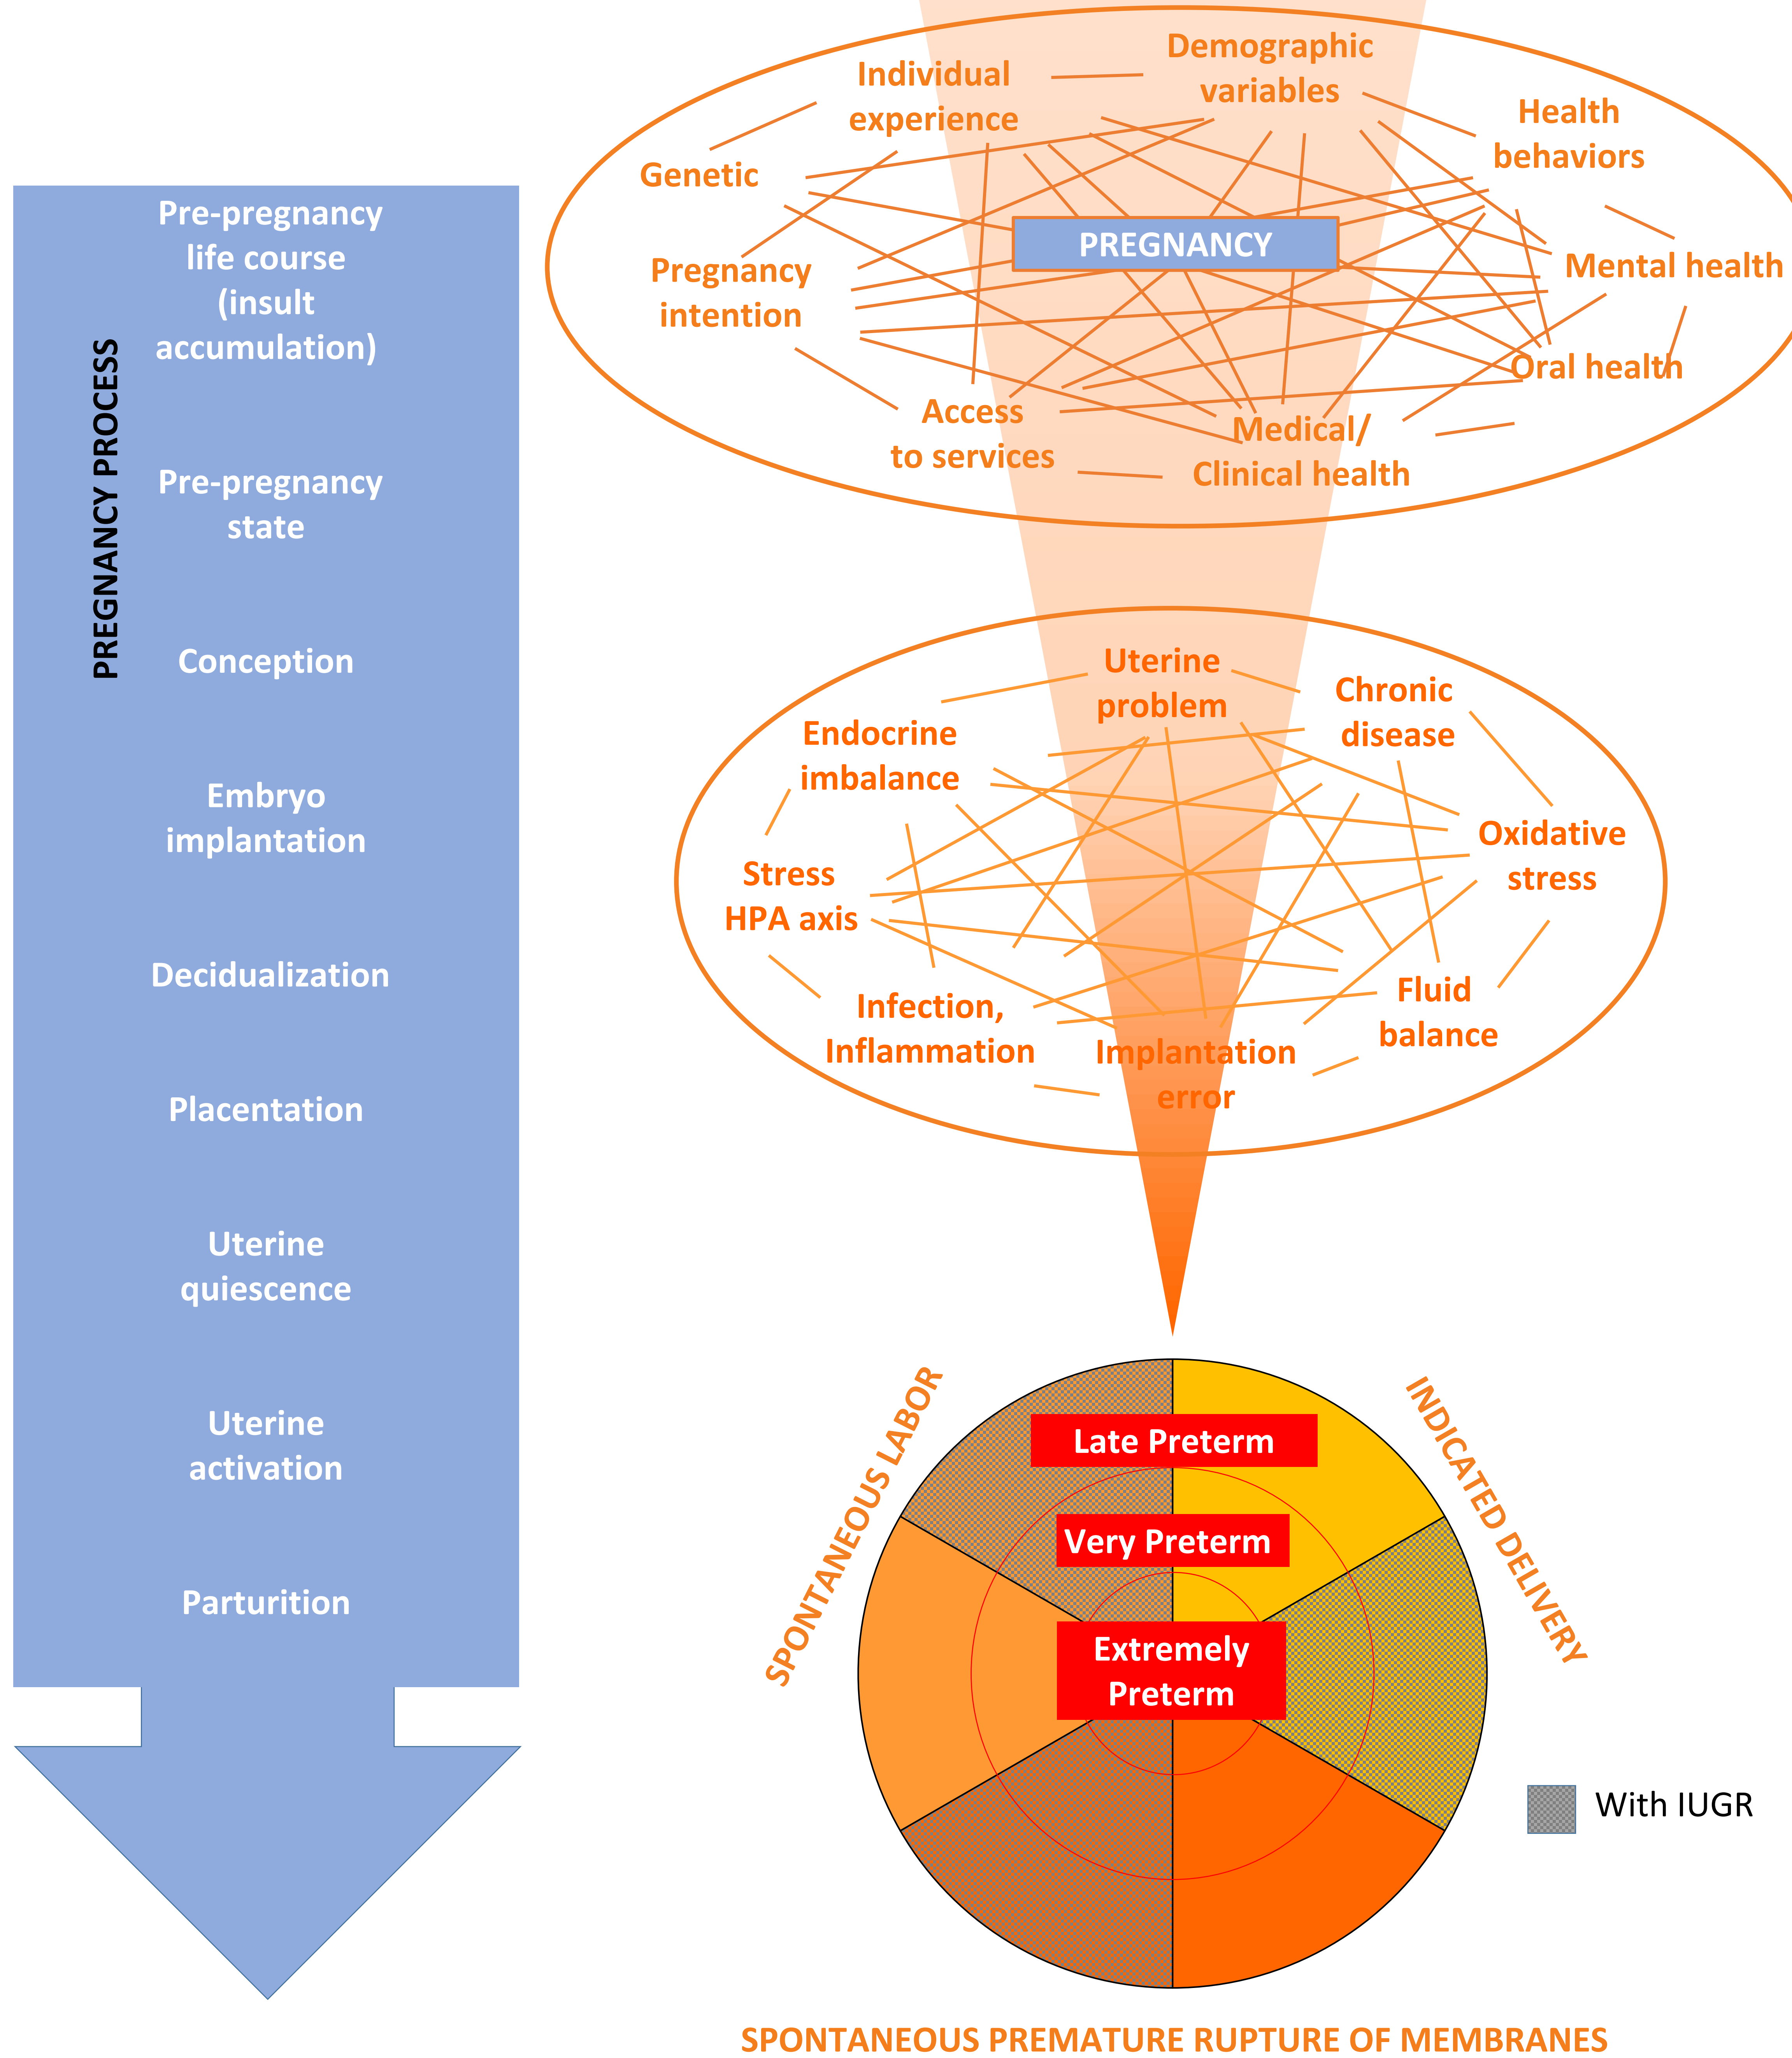 PREGNANCY PROCESS
Pre-pregnancy
life course
(insult
accumulation)
Pre-pregnancy
state
Conception
Embryo
implantation
Decidualization
Placentation
Uterine
quiescence
Uterine
activation
Parturition
Demographic
variables
Individual
experience
Health
behaviors
Genetic
PREGNANCY
Mental health
Pregnancy
intention
Oral health
Access
to services
Medical/
Clinical health
Uterine
problem
Chronic
disease
Endocrine
imbalance
Oxidative
stress
Stress
HPA axis
Fluid
balance
Infection,
Inflammation
Implantation
error
SPONTANEOUS LABOR
INDICATED DELIVERY
Late Preterm
Very Preterm
Extremely
Preterm
With IUGR
SPONTANEOUS PREMATURE RUPTURE OF MEMBRANES